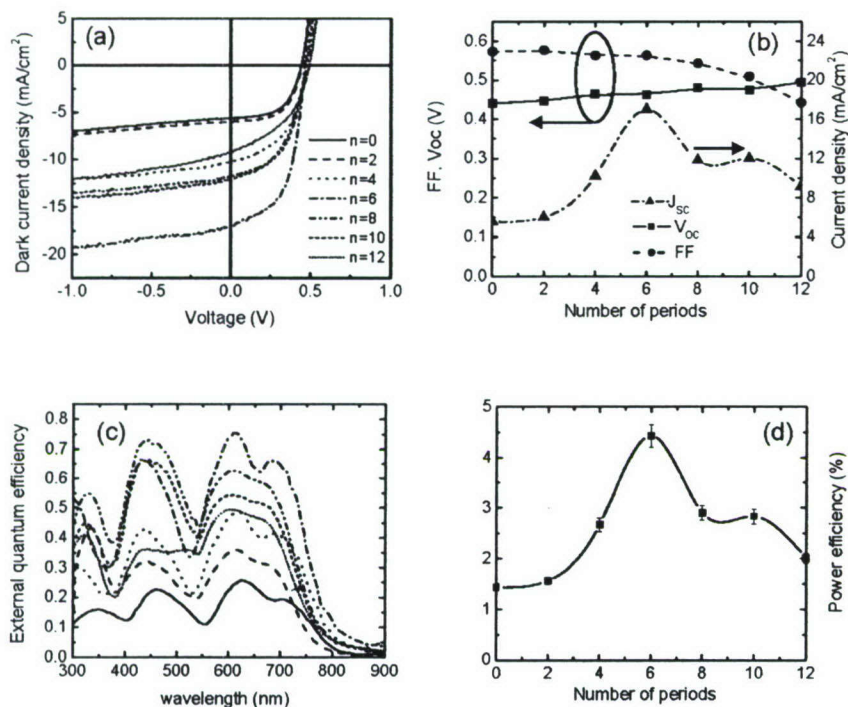 (a)
5
0
-5
-10
-15
-20
-1.0
-0.5
0.0
0.5
1.0
Dark current density (mA/cm²)
Voltage (V)
n=0
n=2
n=4
n=6
n=8
n=10
n=12
(b)
0.6
0.5
0.4
0.3
0.2
0.1
0.0
FF, Voc (V)
24
20
16
12
8
4
0
Current density (mA/cm²)
J_sc
V_oc
FF
0
2
4
6
8
10
12
Number of periods
(c)
0.8
0.7
0.6
0.5
0.4
0.3
0.2
0.1
0.0
External quantum efficiency
300
400
500
600
700
800
900
wavelength (nm)
(d)
5
4
3
2
1
0
Power efficiency (%)
0
2
4
6
8
10
12
Number of periods